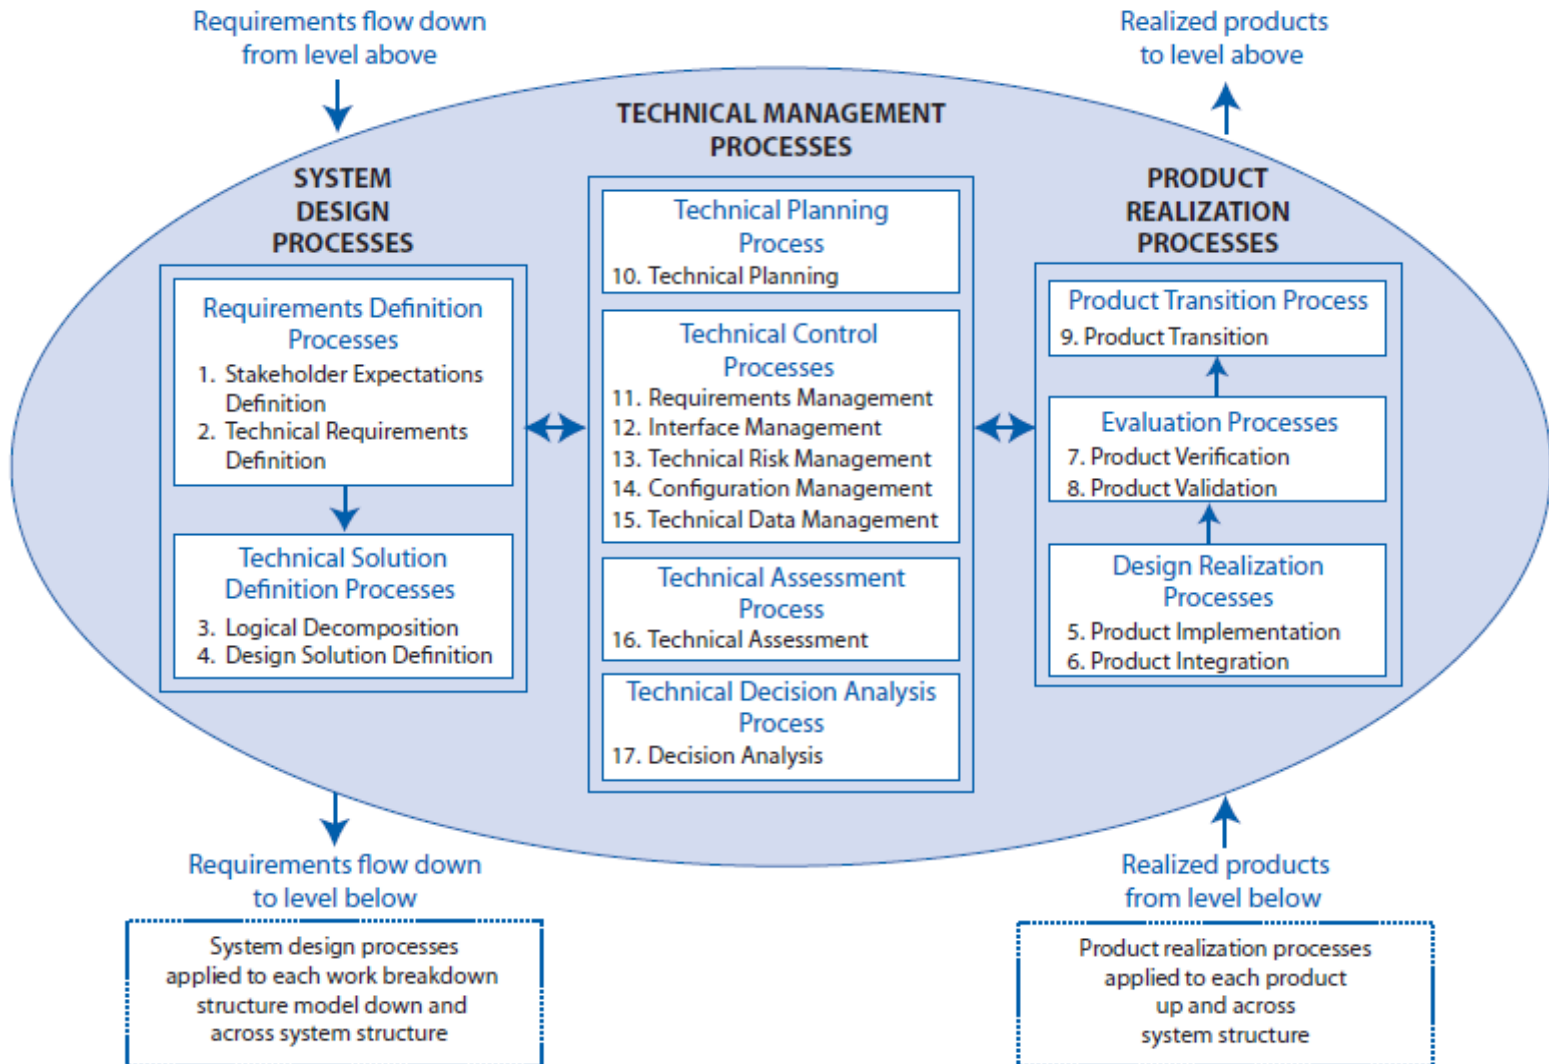 Requirements flow down
from level above
Realized products
to level above
TECHNICAL MANAGEMENT
PROCESSES
SYSTEM
DESIGN
PROCESSES
Requirements Definition
Processes
1. Stakeholder Expectations
Definition
2. Technical Requirements
Definition
Technical Solution
Definition Processes
3. Logical Decomposition
4. Design Solution Definition
Technical Planning
Process
10. Technical Planning
Technical Control
Processes
11. Requirements Management
12. Interface Management
13. Technical Risk Management
14. Configuration Management
15. Technical Data Management
Technical Assessment
Process
16. Technical Assessment
Technical Decision Analysis
Process
17. Decision Analysis
PRODUCT
REALIZATION
PROCESSES
Product Transition Process
9. Product Transition
Evaluation Processes
7. Product Verification
8. Product Validation
Design Realization
Processes
5. Product Implementation
6. Product Integration
Requirements flow down
to level below
System design processes
applied to each work breakdown
structure model down and
across system structure
Realized products
from level below
Product realization processes
applied to each product
up and across
system structure